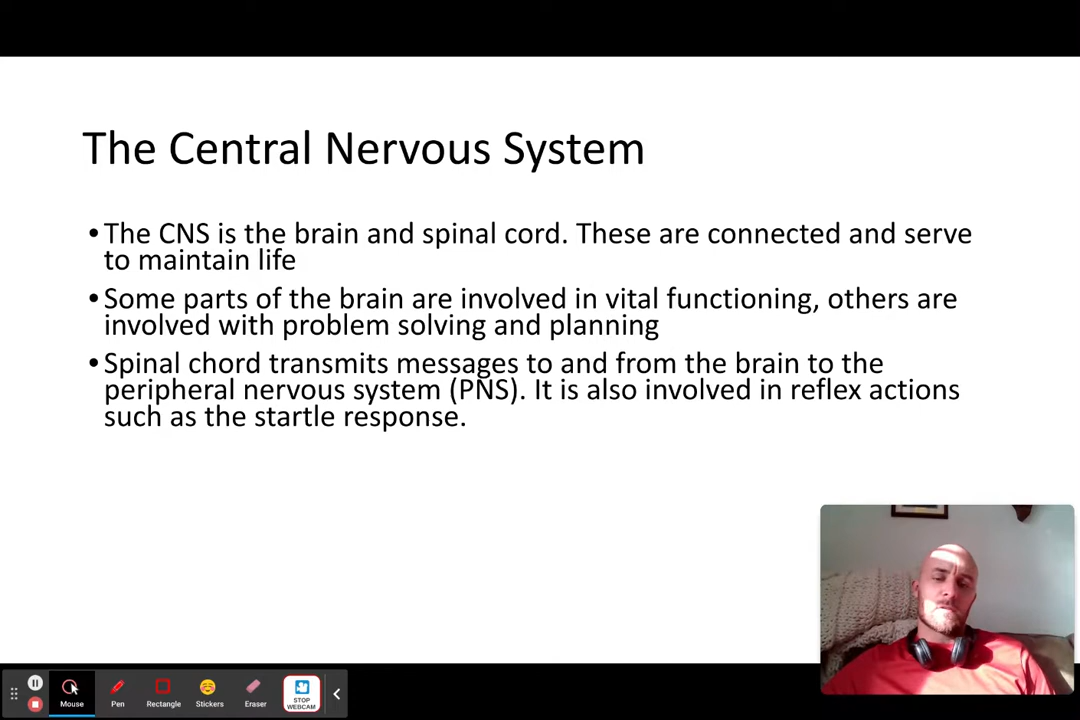 The Central Nervous System
•The CNS is the brain and spinal cord. These are connected and serve
to maintain life
•Some parts of the brain are involved in vital functioning, others are
involved with problem solving and planning
•Spinal chord transmits messages to and from the brain to the
peripheral nervous system (PNS). It is also involved in reflex actions
such as the startle response.
Mouse
Pen
Rectangle
Stickers
Eraser
STOP
WEBCAM